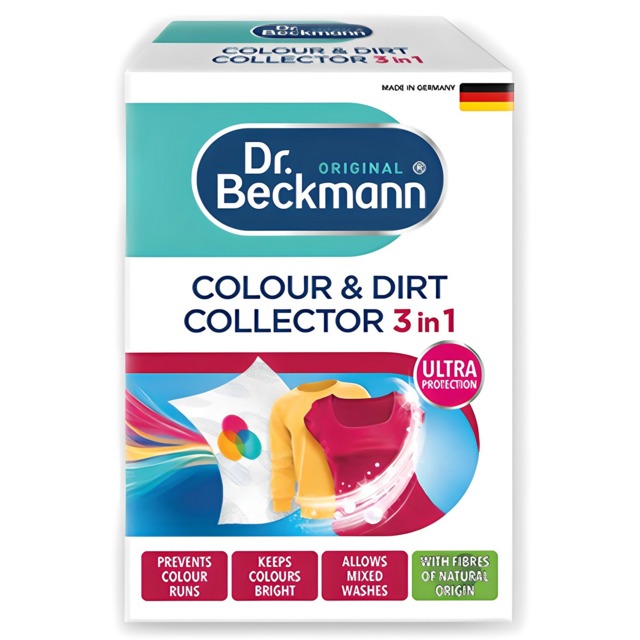 Dr.
Beckmann
COLOUR & DIRT
COLLECTOR 3 in 1
MADE IN GERMANY
Dr. ORIGINAL ®
Beckmann
COLOUR & DIRT
COLLECTOR 3 in 1
ULTRA
PROTECTION
PREVENTS
COLOUR
RUNS
KEEPS
COLOURS
BRIGHT
ALLOWS
MIXED
WASHES
WITH FIBRES
OF NATURAL
ORIGIN